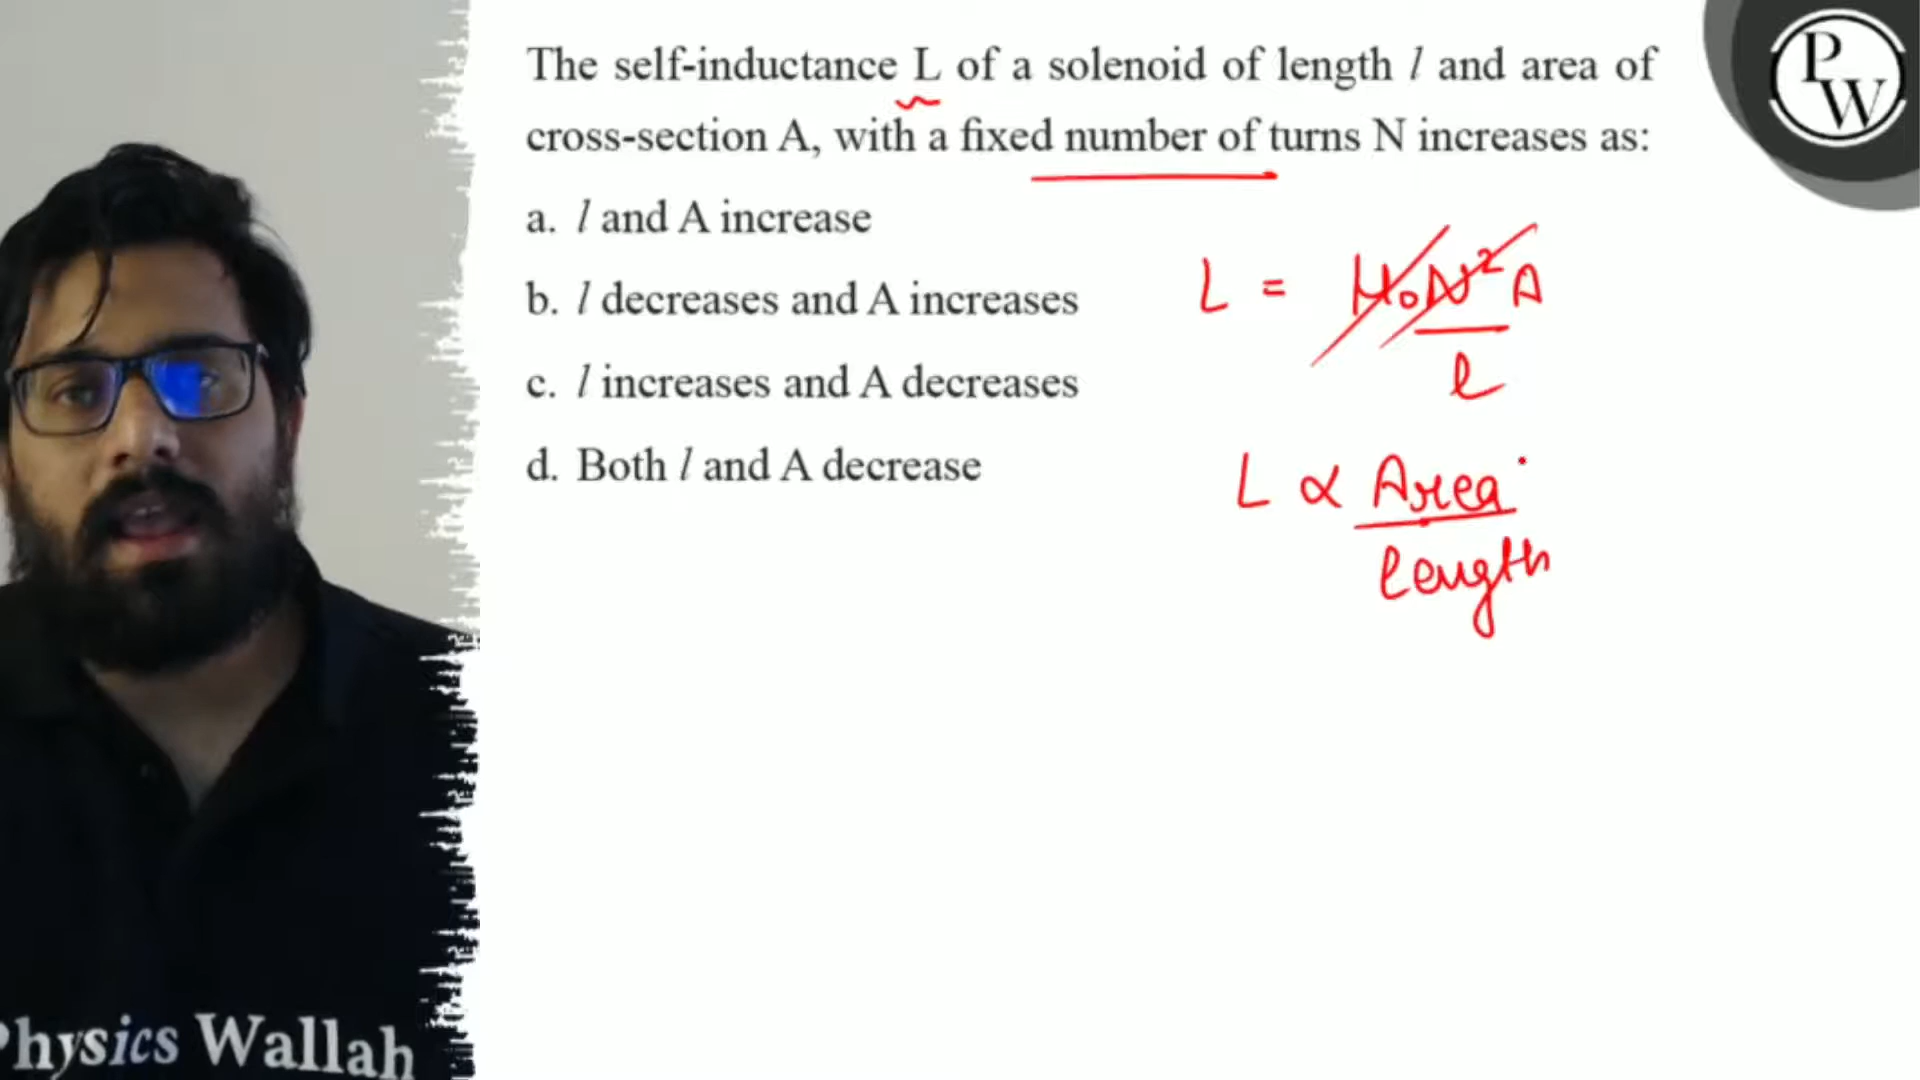 The self-inductance L of a solenoid of length l and area of
cross-section A, with a fixed number of turns N increases as:
a. l and A increase
b. l decreases and A increases
c. l increases and A decreases
d. Both l and A decrease
L = μ₀N²A
l
L ∝ Area
length
P
W
Physics Wallah